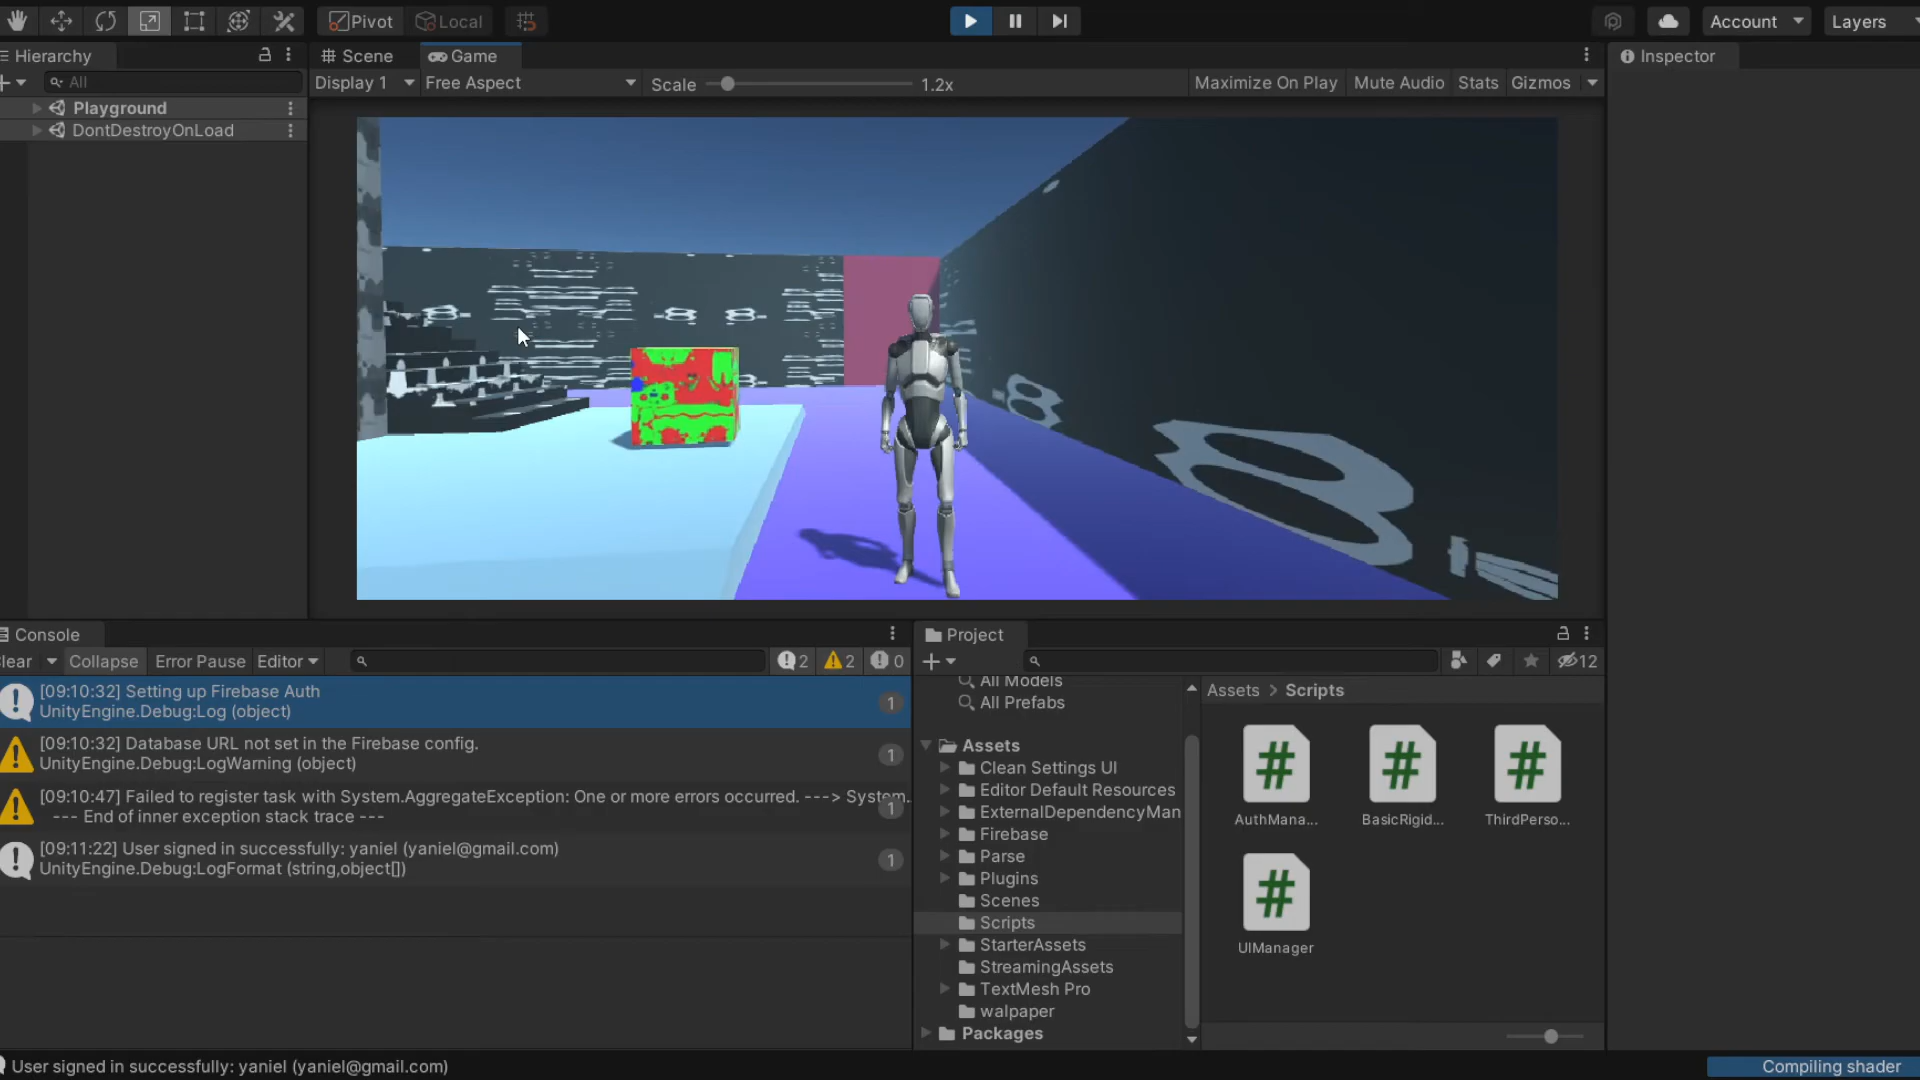 Pivot Local Account Layers
Hierarchy
All
Playground
DontDestroyOnLoad
Scene Game
Display 1 Free Aspect Scale 1.2x Maximize On Play Mute Audio Stats Gizmos
8
Inspector
Console
lear Collapse Error Pause Editor 2 2 0
[09:10:32] Setting up Firebase Auth
UnityEngine.Debug:Log (object)
1
[09:10:32] Database URL not set in the Firebase config.
UnityEngine.Debug:LogWarning (object)
1
[09:10:47] Failed to register task with System.AggregateException: One or more errors occurred. ---> System..
--- End of inner exception stack trace ---
1
[09:11:22] User signed in successfully: yaniel (yaniel@gmail.com)
UnityEngine.Debug:LogFormat (string,object[])
1
Project
12
All Models
All Prefabs
Assets
Clean Settings UI
Editor Default Resources
ExternalDependencyMan
Firebase
Parse
Plugins
Scenes
Scripts
StarterAssets
StreamingAssets
TextMesh Pro
walpaper
Packages
Assets > Scripts
# # #
AuthMana... BasicRigid... ThirdPerso...
#
UIManager
User signed in successfully: yaniel (yaniel@gmail.com)
Compiling shader